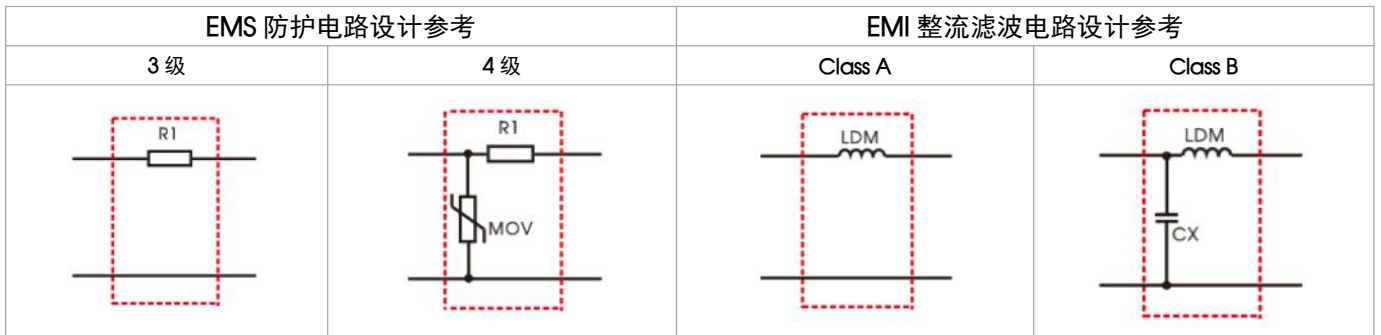 EMS 防护电路设计参考
EMI 整流滤波电路设计参考
3 级
4 级
Class A
Class B
R1
R1
MOV
LDM
LDM
CX